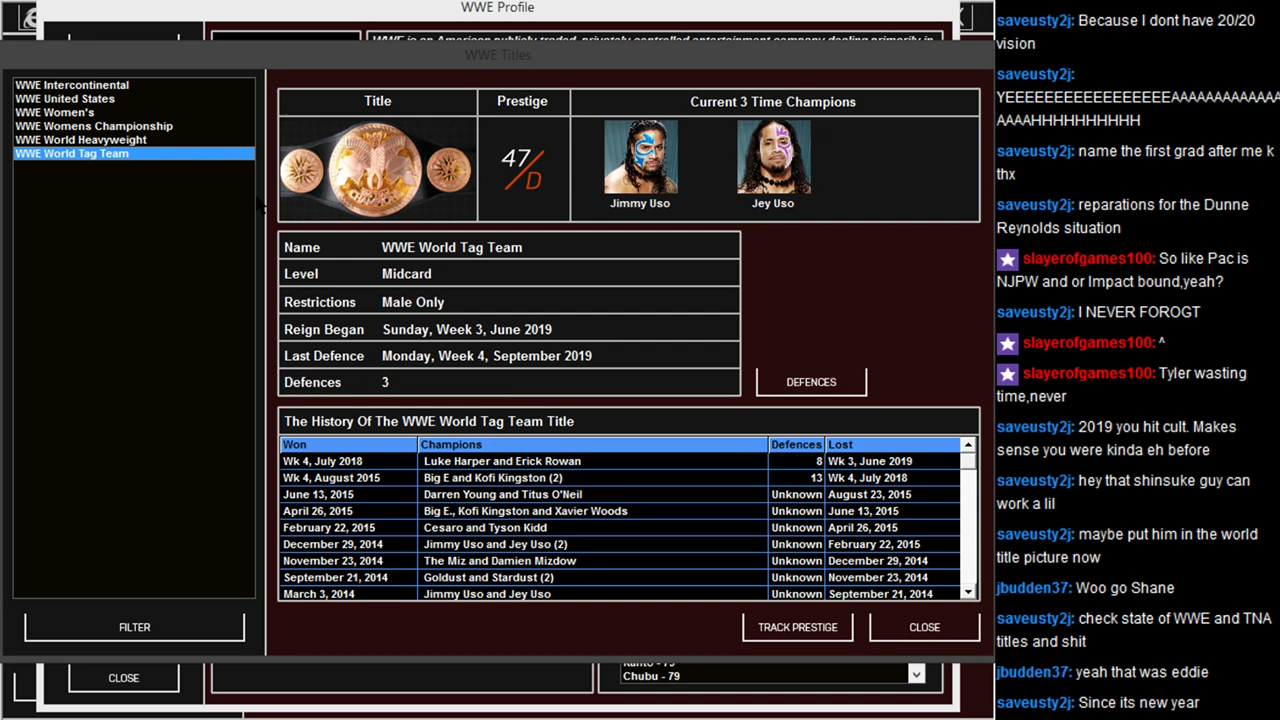 WWE Profile
WWE is an American publicly traded, privately controlled entertainment company dealing primarily in
WWE Titles
WWE Intercontinental
WWE United States
WWE Women's
WWE Womens Championship
WWE World Heavyweight
WWE World Tag Team
FILTER
Title
Prestige
Current 3 Time Champions
47/D
Jimmy Uso
Jey Uso
Name WWE World Tag Team
Level Midcard
Restrictions Male Only
Reign Began Sunday, Week 3, June 2019
Last Defence Monday, Week 4, September 2019
Defences 3
DEFENCES
The History Of The WWE World Tag Team Title
Won Champions Defences Lost
Wk 4, July 2018 Luke Harper and Erick Rowan 8 Wk 3, June 2019
Wk 4, August 2015 Big E and Kofi Kingston (2) 13 Wk 4, July 2018
June 13, 2015 Darren Young and Titus O'Neil Unknown August 23, 2015
April 26, 2015 Big E., Kofi Kingston and Xavier Woods Unknown June 13, 2015
February 22, 2015 Cesaro and Tyson Kidd Unknown April 26, 2015
December 29, 2014 Jimmy Uso and Jey Uso (2) Unknown February 22, 2015
November 23, 2014 The Miz and Damien Mizdow Unknown December 29, 2014
September 21, 2014 Goldust and Stardust (2) Unknown November 23, 2014
March 3, 2014 Jimmy Uso and Jey Uso Unknown September 21, 2014
TRACK PRESTIGE
CLOSE
CLOSE
Chubu - 79
saveusty2j: Because I dont have 20/20
vision
saveusty2j:
YEEEEEEEEEEEEEEEEEAAAAAAAAAAAAA
AAAAHHHHHHHHHH
saveusty2j: name the first grad after me k
thx
saveusty2j: reparations for the Dunne
Reynolds situation
slayerofgames100: So like Pac is
NJPW and or Impact bound,yeah?
saveusty2j: I NEVER FOROGT
slayerofgames100: ^
slayerofgames100: Tyler wasting
time,never
saveusty2j: 2019 you hit cult. Makes
sense you were kinda eh before
saveusty2j: hey that shinsuke guy can
work a lil
saveusty2j: maybe put him in the world
title picture now
jbudden37: Woo go Shane
saveusty2j: check state of WWE and TNA
titles and shit
jbudden37: yeah that was eddie
saveusty2j: Since its new year